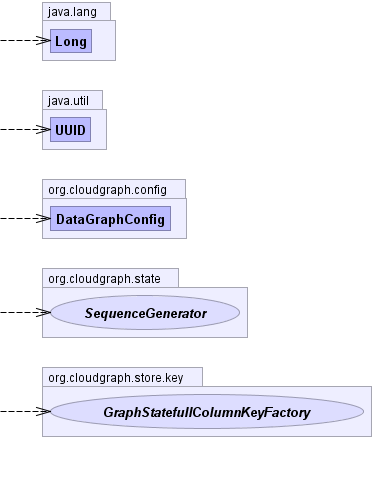 java.lang
Long
java.util
UUID
org.cloudgraph.config
DataGraphConfig
org.cloudgraph.state
SequenceGenerator
org.cloudgraph.store.key
GraphStatefullColumnKeyFactory